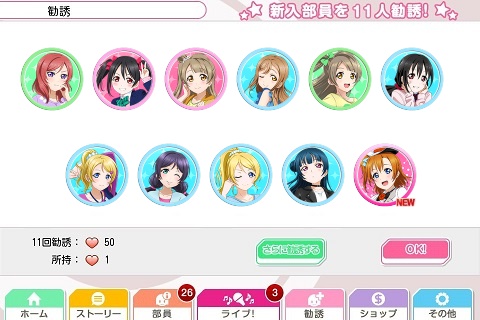 勧誘
新入部員を11人勧誘!
NEW
11回勧誘: 50
所持: 1
さらに勧誘する
OK!
26
3
ホーム
ストーリー
部員
ライブ!
勧誘
ショップ
その他